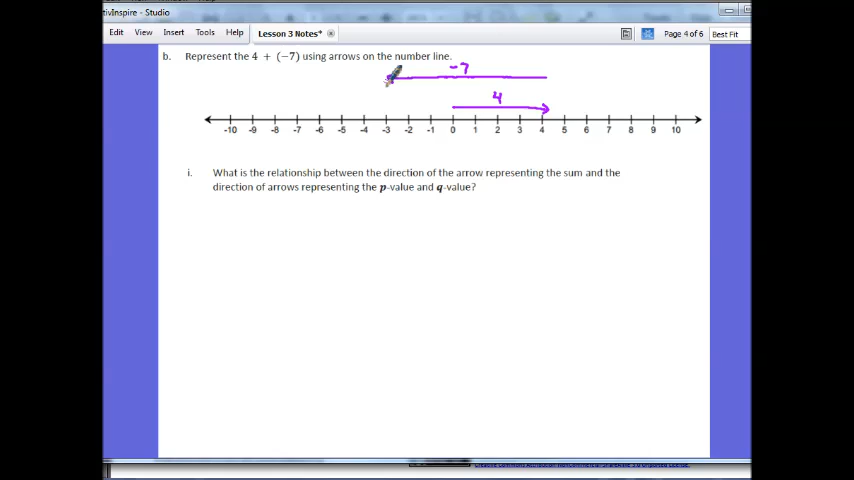 tivInspire - Studio
Edit View Insert Tools Help Lesson 3 Notes* Page 4 of 6 Best Fit
b. Represent the 4 + (−7) using arrows on the number line.
-7
4
-10 -9 -8 -7 -6 -5 -4 -3 -2 -1 0 1 2 3 4 5 6 7 8 9 10
i. What is the relationship between the direction of the arrow representing the sum and the
direction of arrows representing the p-value and q-value?